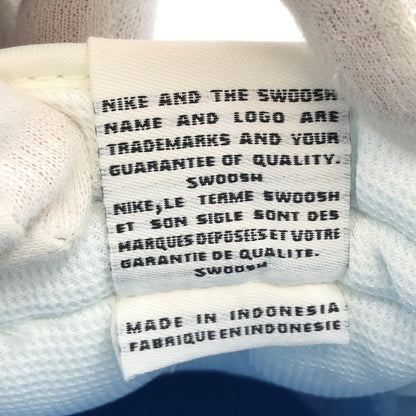 NIKE AND THE SWOOSH
NAME AND LOGO ARE
TRADEMARKS AND YOUR
GUARANTEE OF QUALITY.
SWOOSH
NIKE, LE TERME SWOOSH
ET SON SIGLE SONT DES
MARQUES DEPOSEES ET VOTRE
GARANTIE DE QUALITE.
SWOOSH
MADE IN INDONESIA
FABRIQUE EN INDONESIE